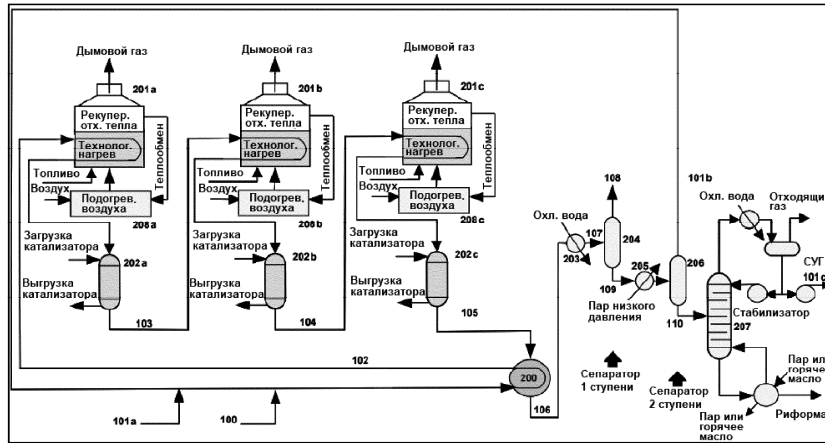 Дымовой газ
201a
Рекупер.
отх. тепла
Технолог.
нагрев
Теплообмен
Топливо
Воздух
Подогрев.
воздуха
208a
Загрузка
катализатора
202a
Выгрузка
катализатора
103
Дымовой газ
201b
Рекупер.
отх. тепла
Технолог.
нагрев
Теплообмен
Топливо
Воздух
Подогрев.
воздуха
208b
Загрузка
катализатора
202b
Выгрузка
катализатора
104
Дымовой газ
201c
Рекупер.
отх. тепла
Технолог.
нагрев
Теплообмен
Топливо
Воздух
Подогрев.
воздуха
208c
Загрузка
катализатора
202c
Выгрузка
катализатора
105
102
101a
100
200
106
Охл. вода
107
203
108
204
109
205
Пар низкого
давления
Сепаратор
1 ступени
101b
206
110
Сепаратор
2 ступени
Охл. вода
Отходящи
газ
СУГ
101c
Стабилизатор
207
Пар ил
горячее
масло
Пар или
горячее
масло
Риформа